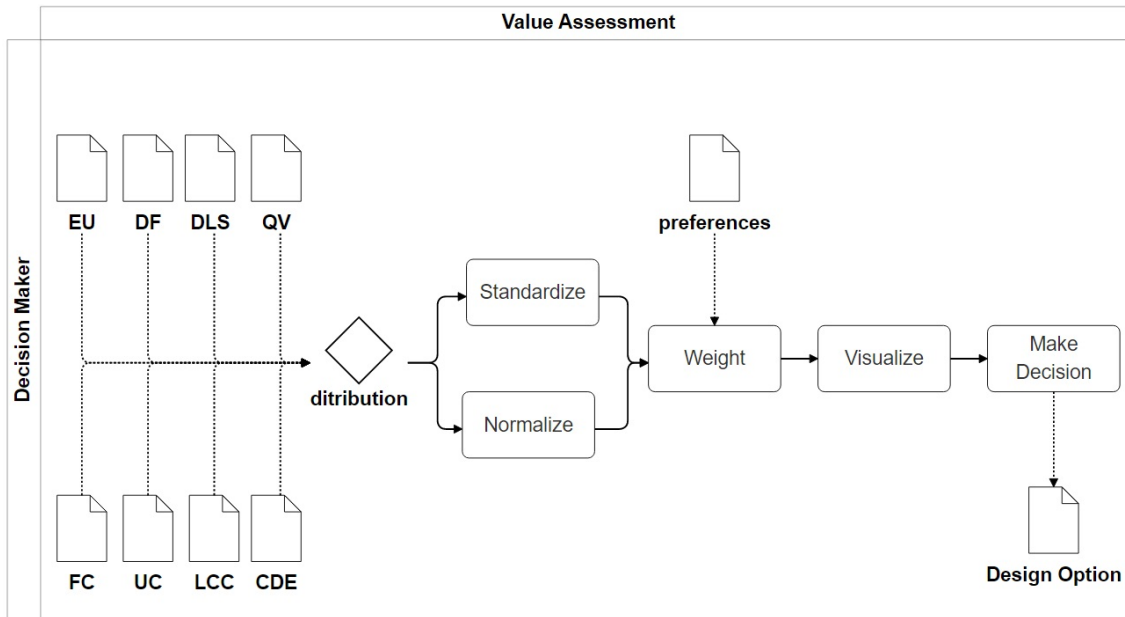 Value Assessment
Decision Maker
EU DF DLS QV
preferences
Standardize
ditribution
Weight
Visualize
Make
Decision
Normalize
FC UC LCC CDE
Design Option